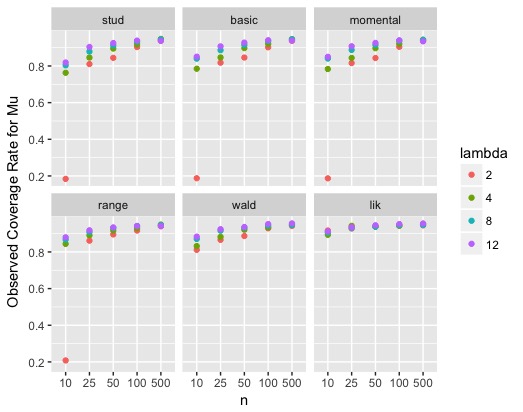 stud basic momental
0.8
0.6
0.4
0.2
range wald lik
0.8
0.6
0.4
0.2
10 25 50 100 500 10 25 50 100 500 10 25 50 100 500
n
Observed Coverage Rate for Mu
lambda
2
4
8
12